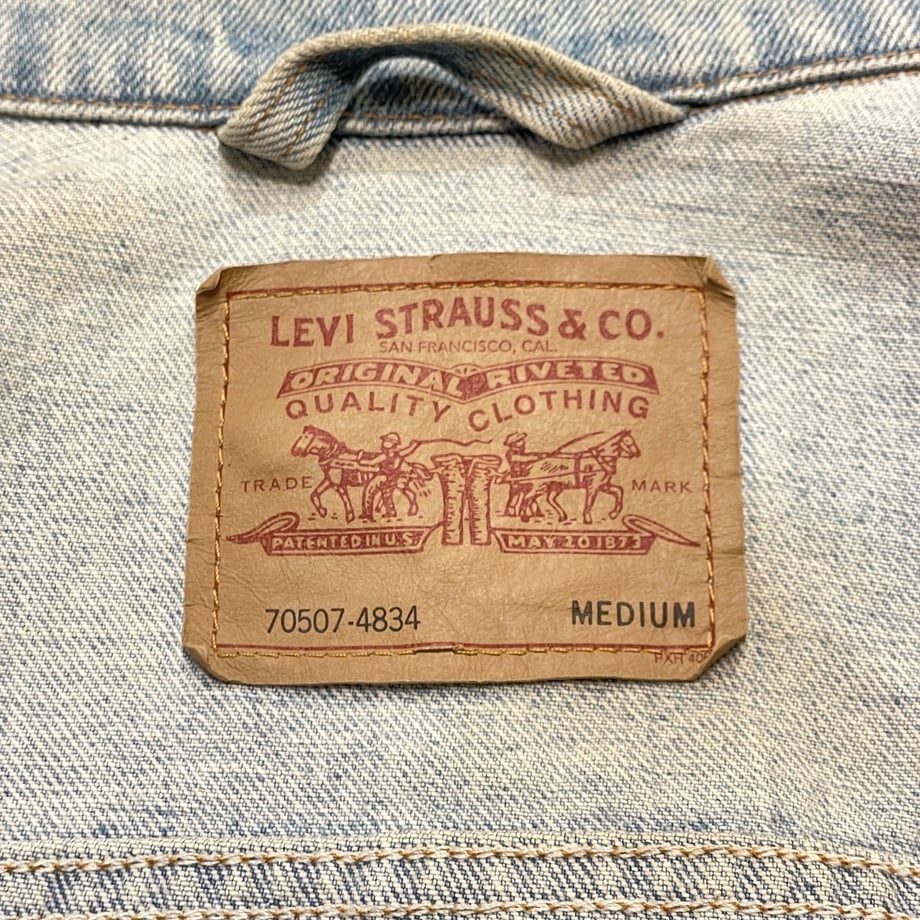 LEVI STRAUSS & CO.
SAN FRANCISCO, CAL.
ORIGINAL RIVETED
QUALITY CLOTHING
TRADE MARK
PATENTED IN U.S. MAY 20 1873
70507-4834 MEDIUM